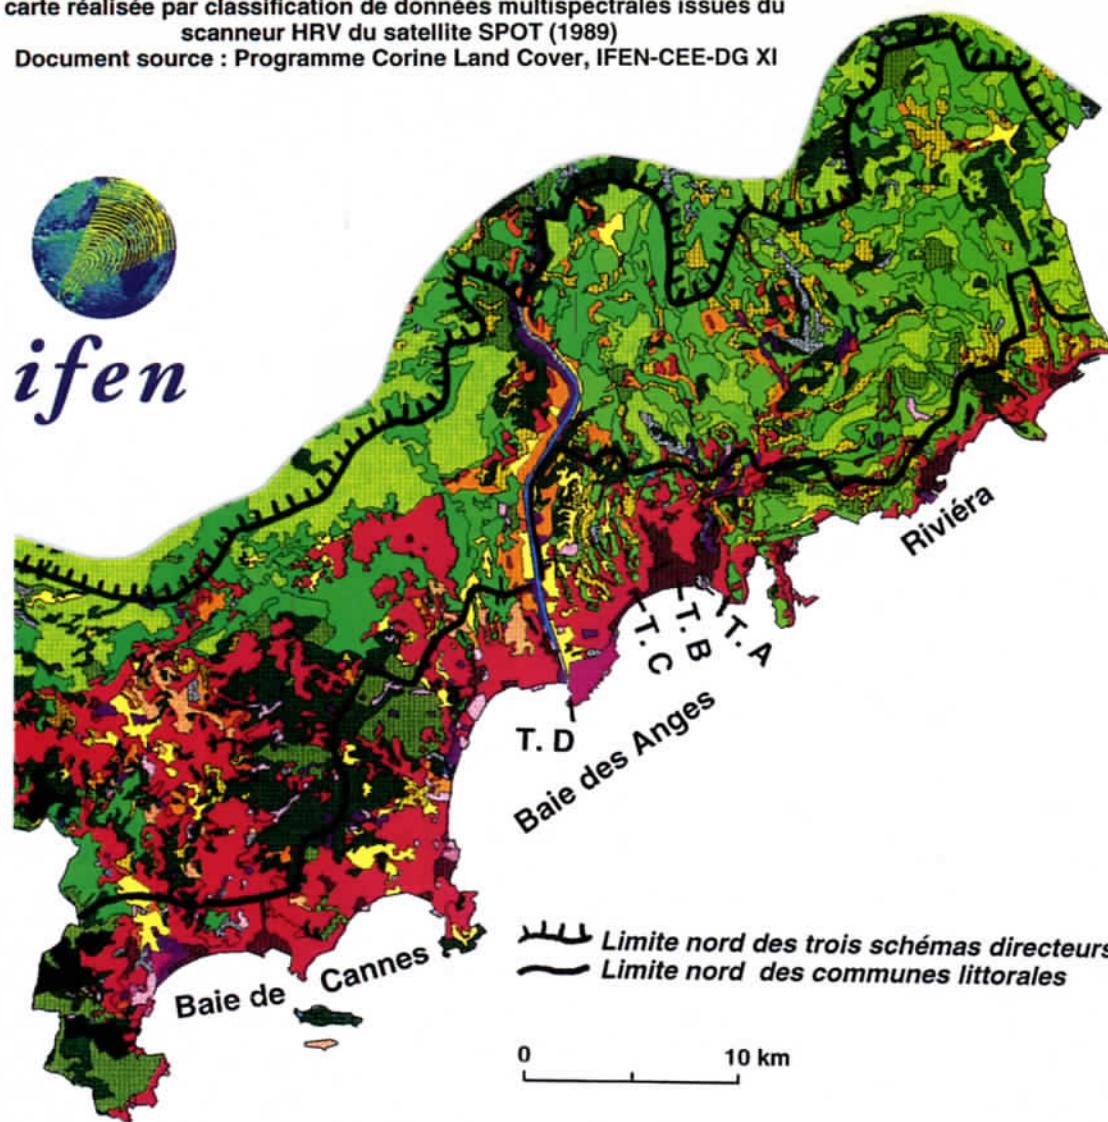 carte réalisée par classification de données multispectrales issues du
scanneur HRV du satellite SPOT (1989)
Document source : Programme Corine Land Cover, IFEN-CEE-DG XI
ifen
Riviéra
T. A
T. B
T. C
T. D
Baie des Anges
Baie de Cannes
Limite nord des trois schémas directeurs
Limite nord des communes littorales
0 10 km